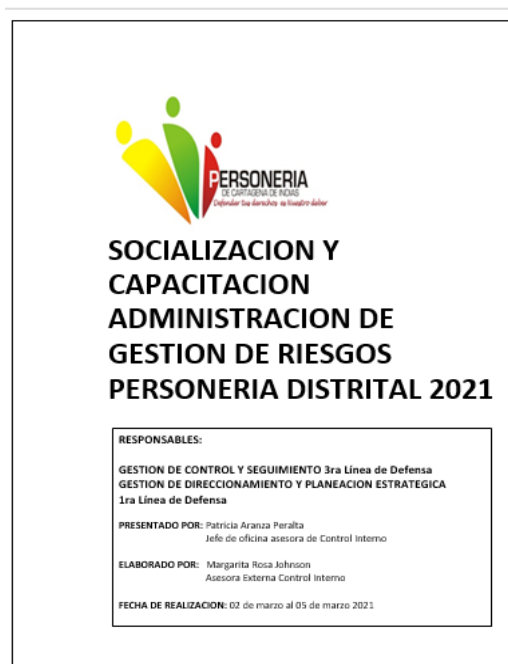 PERSONERIA
DE CARTAGENA DE INDIAS
Defender tus derechos es Nuestro deber
SOCIALIZACION Y
CAPACITACION
ADMINISTRACION DE
GESTION DE RIESGOS
PERSONERIA DISTRITAL 2021
RESPONSABLES:
GESTION DE CONTROL Y SEGUIMIENTO 3ra Línea de Defensa
GESTION DE DIRECCIONAMIENTO Y PLANEACION ESTRATEGICA
1ra Línea de Defensa
PRESENTADO POR: Patricia Aranza Peralta
Jefe de oficina asesora de Control Interno
ELABORADO POR: Margarita Rosa Johnson
Asesora Externa Control Interno
FECHA DE REALIZACION: 02 de marzo al 05 de marzo 2021